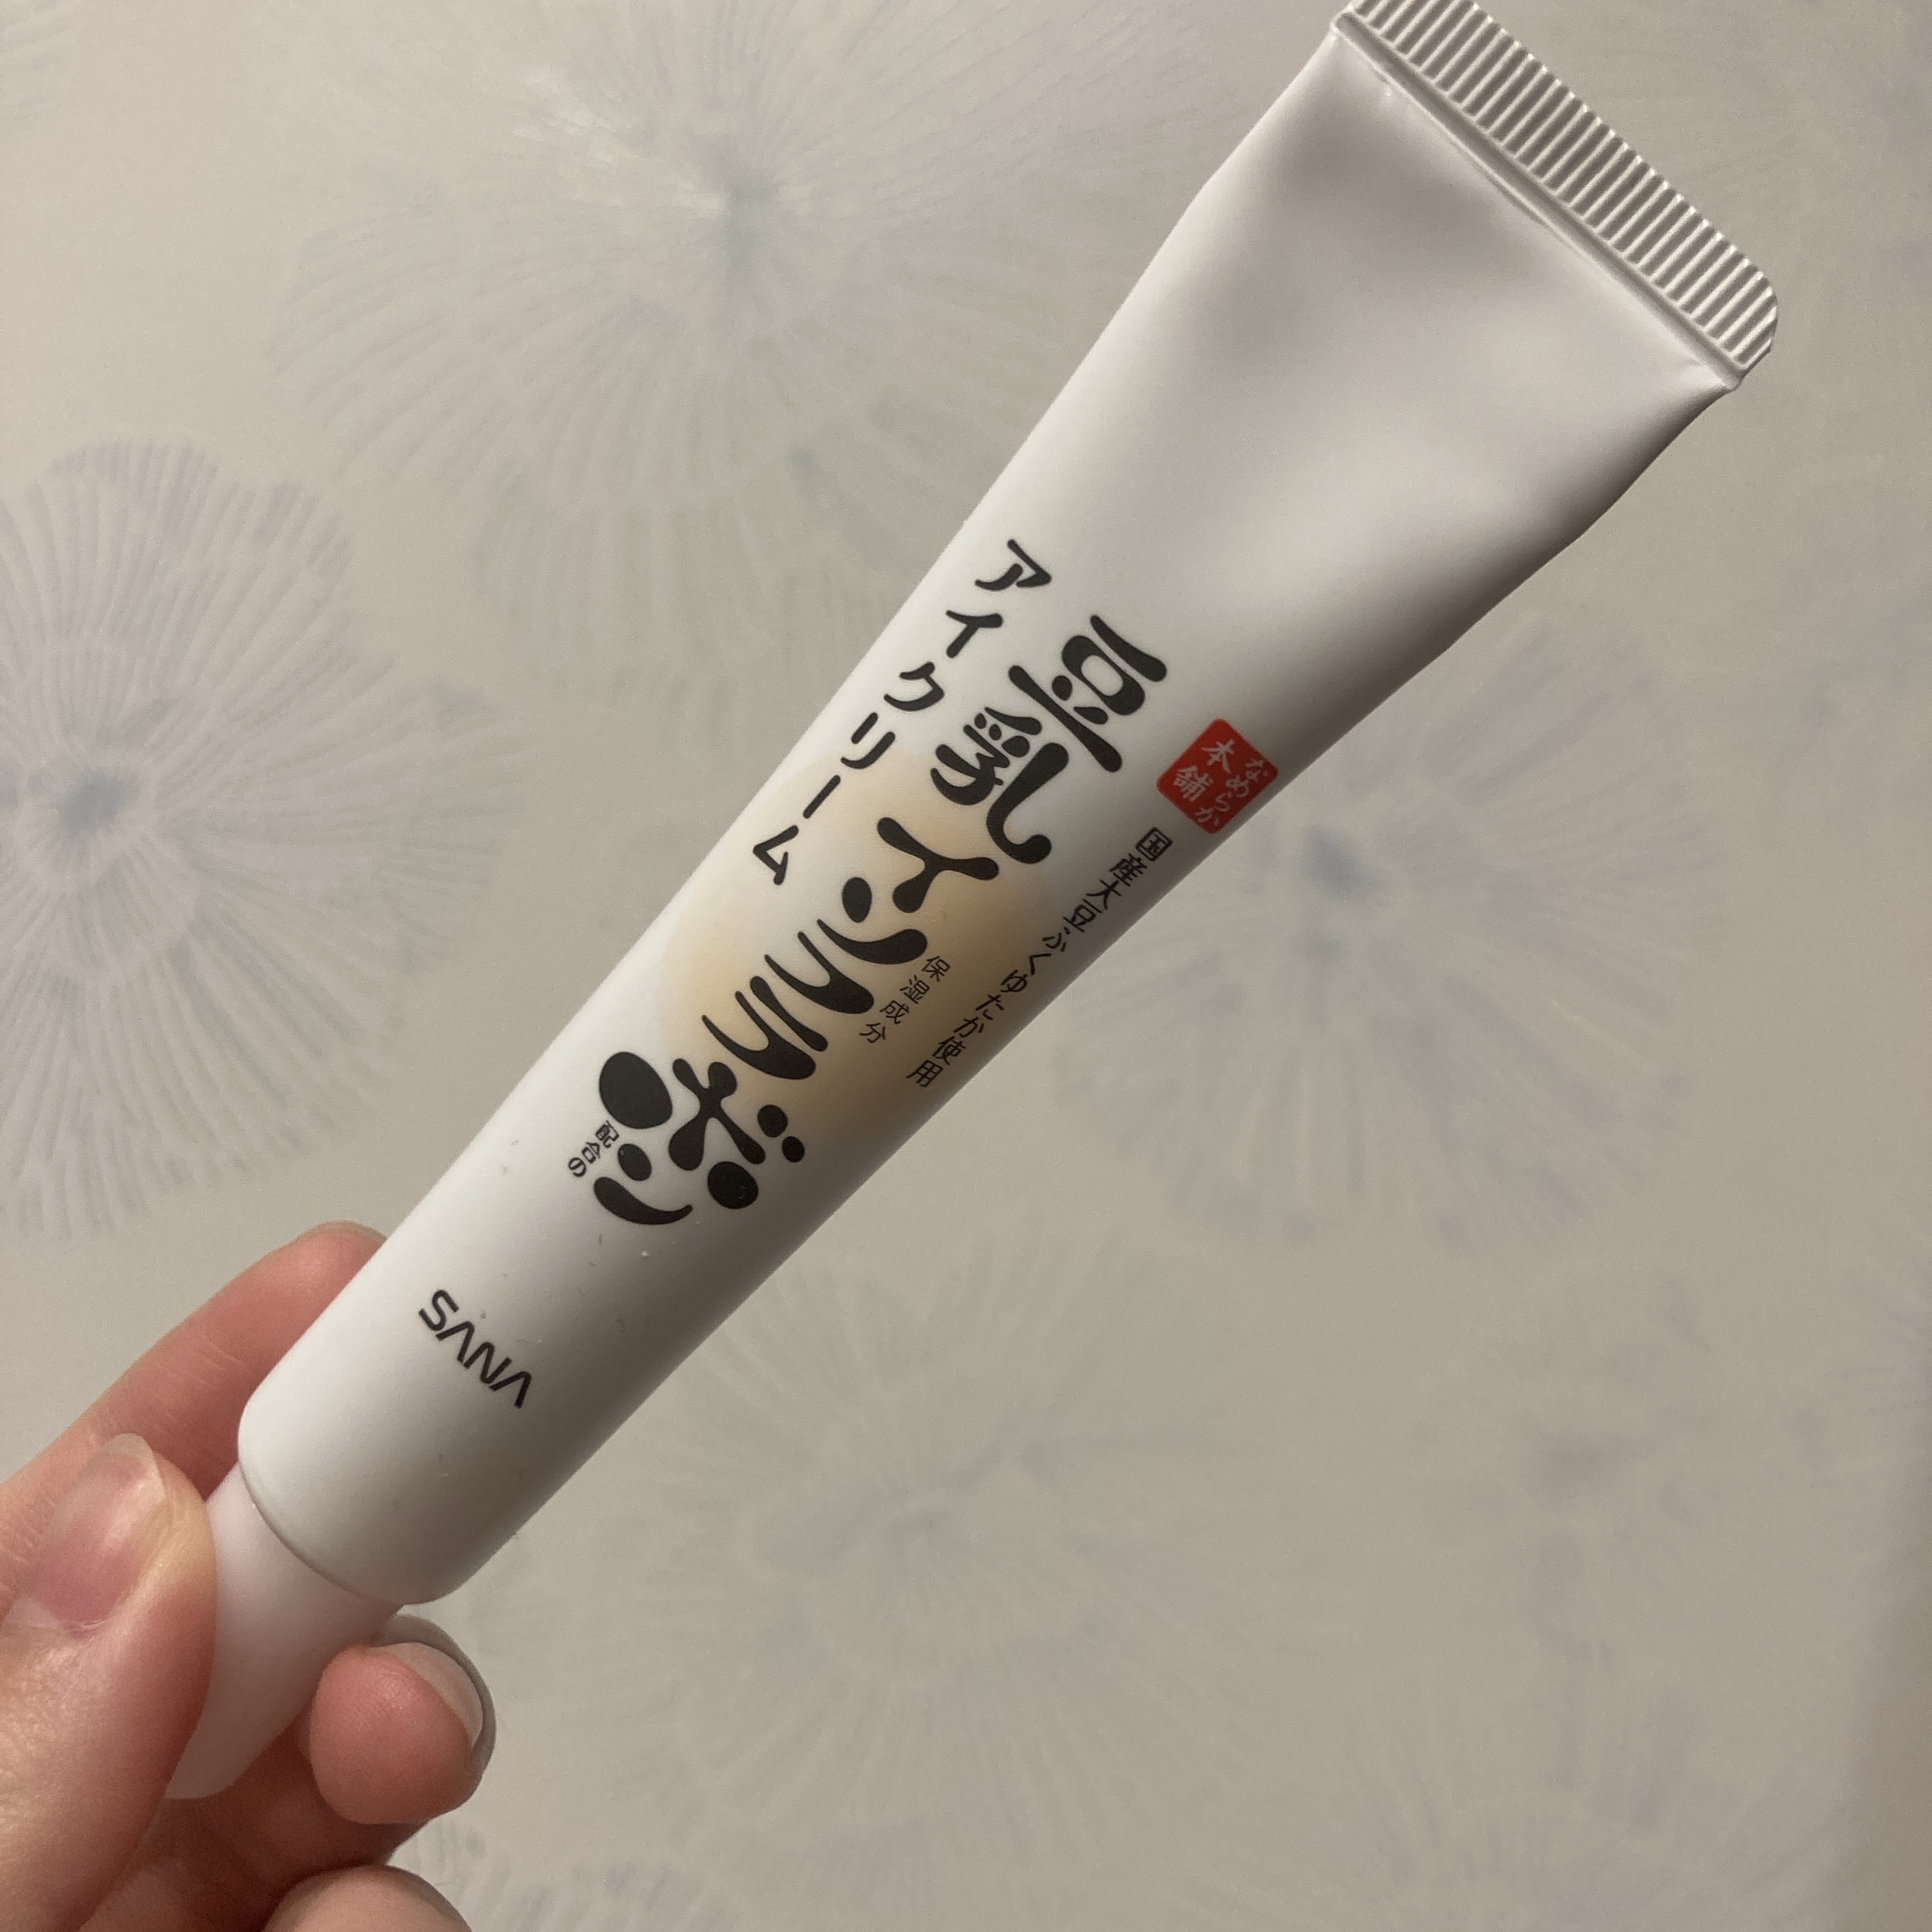 なめらか
本舗
国産大豆ふくゆたか使用
豆乳イソフラボン
保湿成分
配合の
アイクリーム
SANA